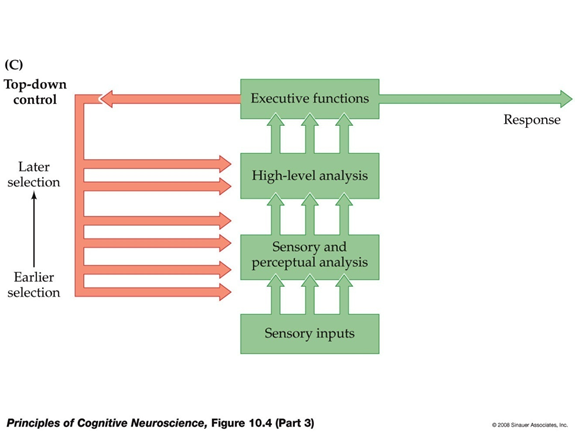 (C)
Top-down
control
Executive functions
Response
Later
selection
High-level analysis
Sensory and
perceptual analysis
Earlier
selection
Sensory inputs
Principles of Cognitive Neuroscience, Figure 10.4 (Part 3)
© 2008 Sinauer Associates, Inc.